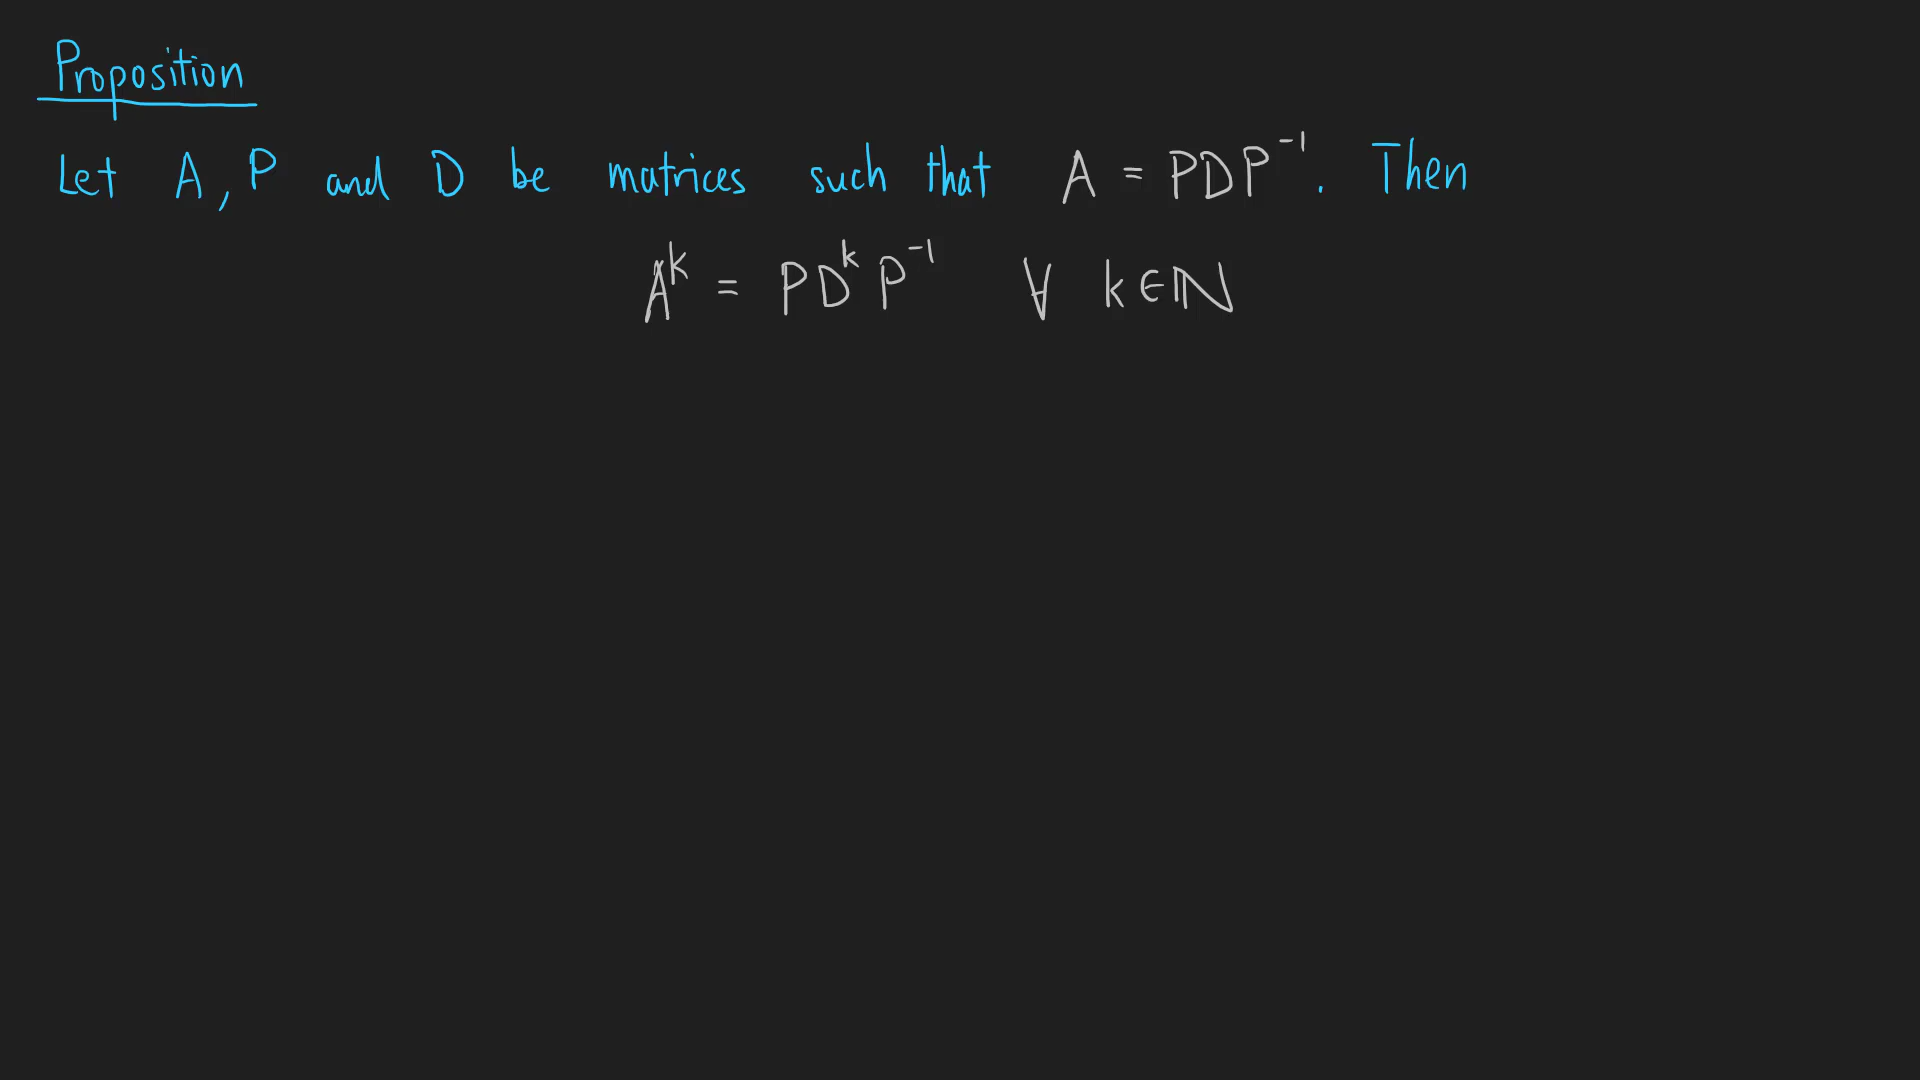 Proposition
Let A, P and D be matrices such that A = PDP⁻¹. Then
Aᵏ = PDᵏP⁻¹ ∀ k∈ℕ